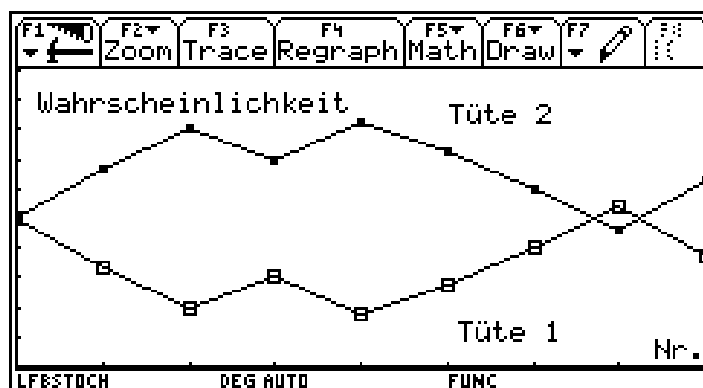 F1 F2 F3 F4 F5 F6 F7
Zoom Trace Regraph Math Draw
Wahrscheinlichkeit
Tüte 2
Tüte 1
Nr.
LFBSTOCH DEG AUTO FUNC